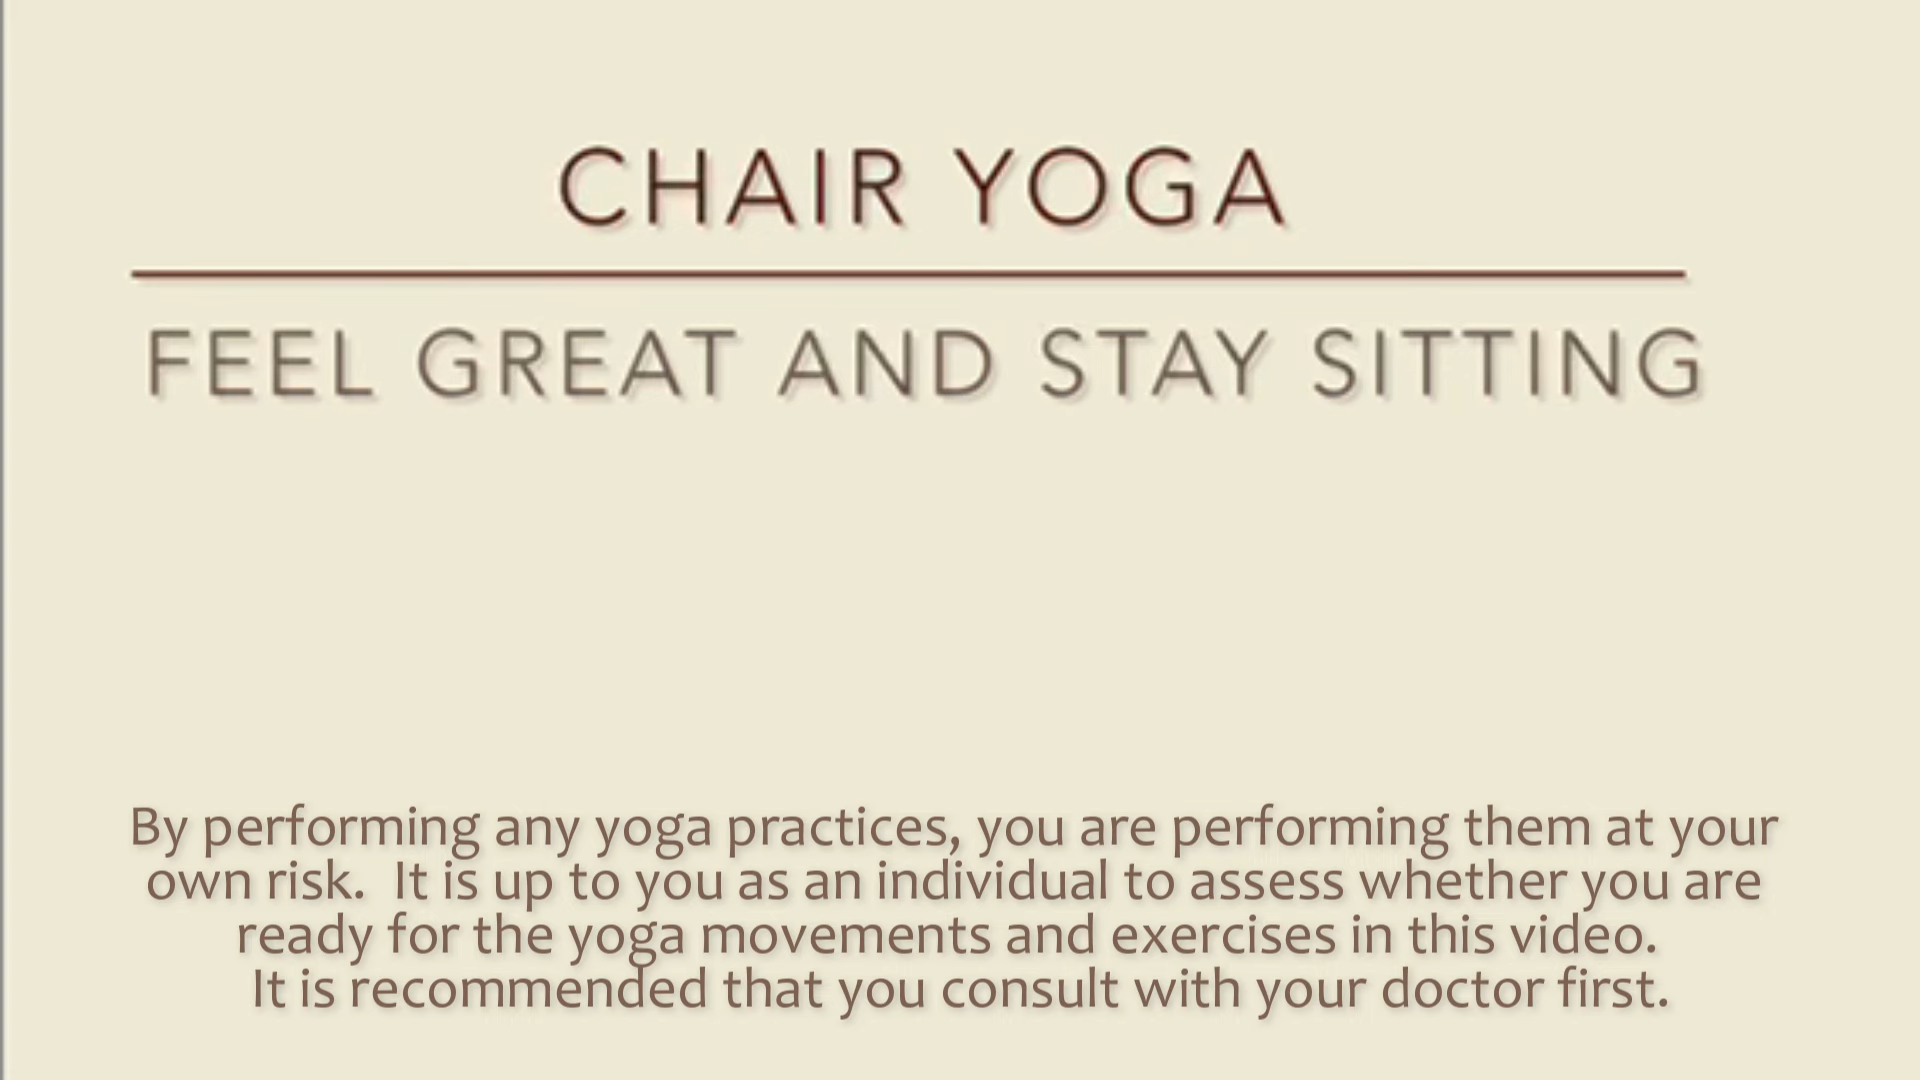 CHAIR YOGA
FEEL GREAT AND STAY SITTING
By performing any yoga practices, you are performing them at your
own risk.  It is up to you as an individual to assess whether you are
ready for the yoga movements and exercises in this video.
It is recommended that you consult with your doctor first.